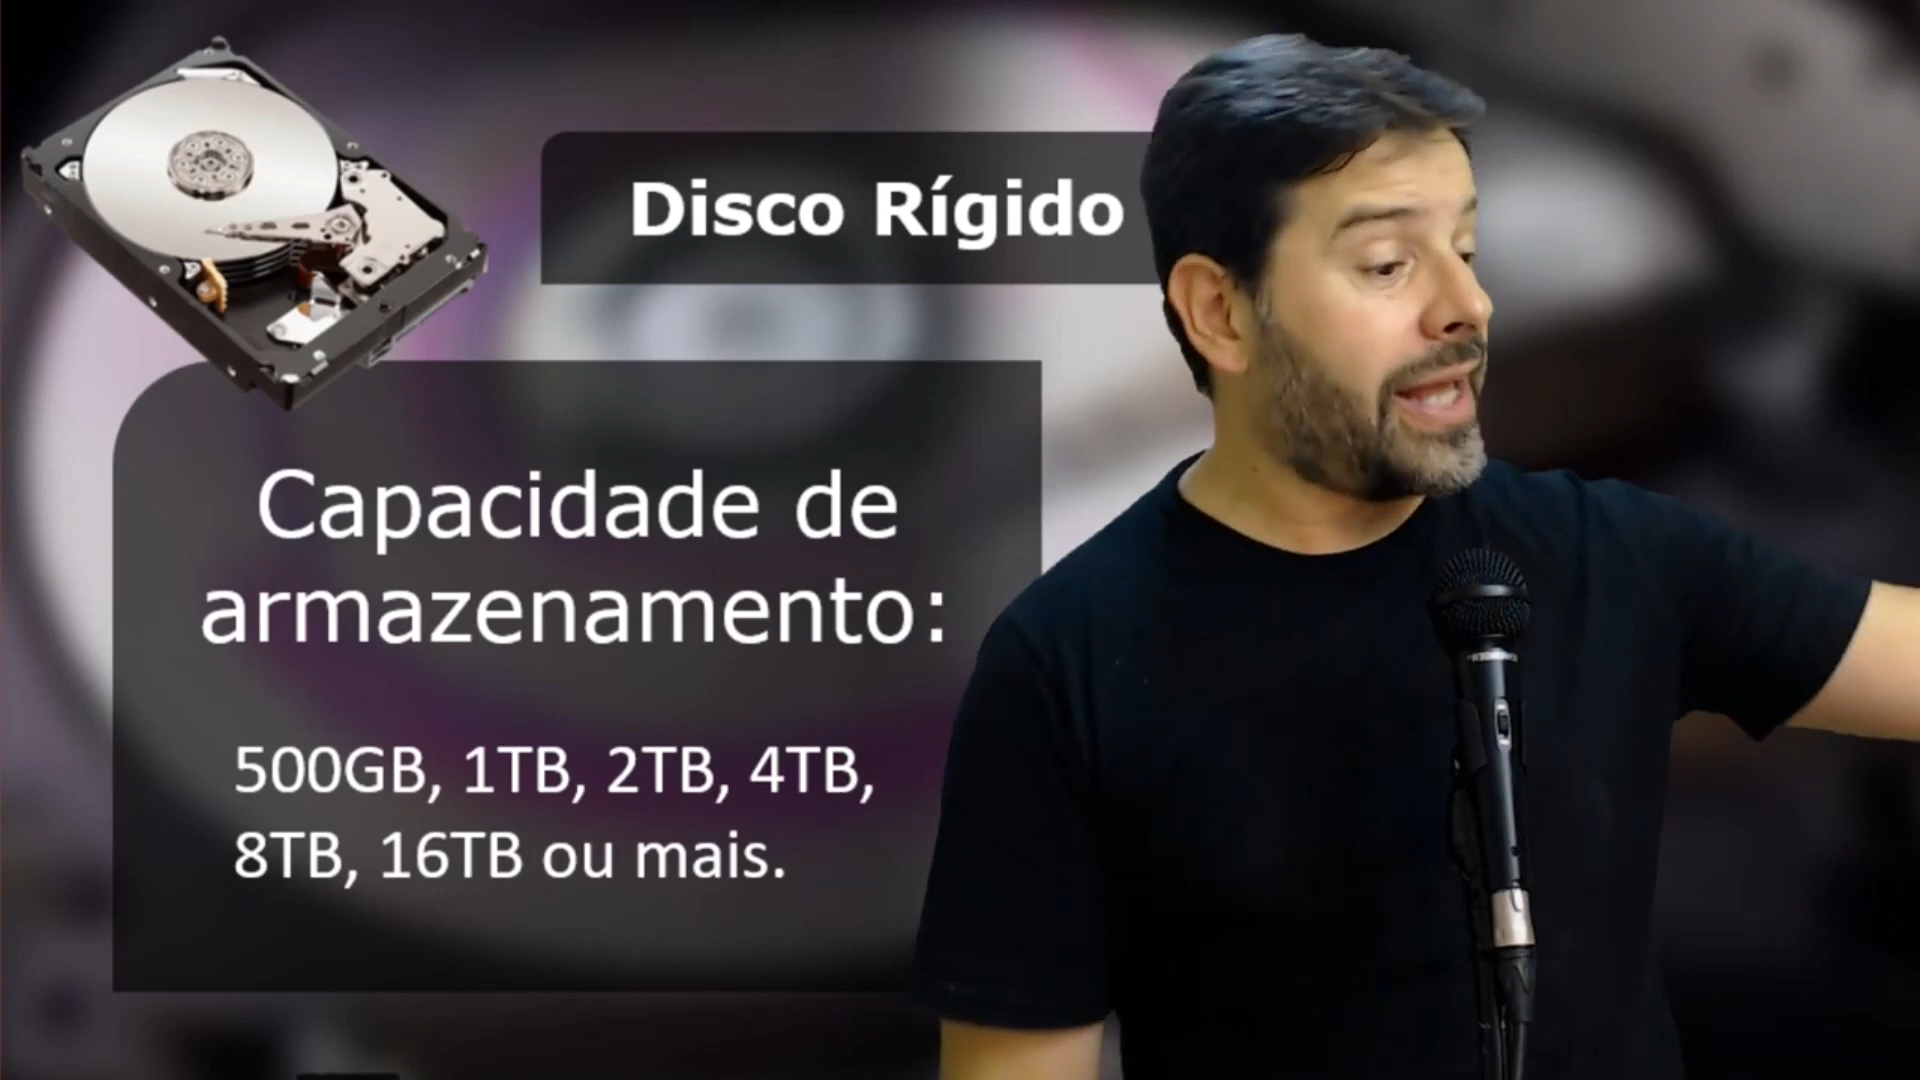 Disco Rígido
Capacidade de
armazenamento:
500GB, 1TB, 2TB, 4TB,
8TB, 16TB ou mais.